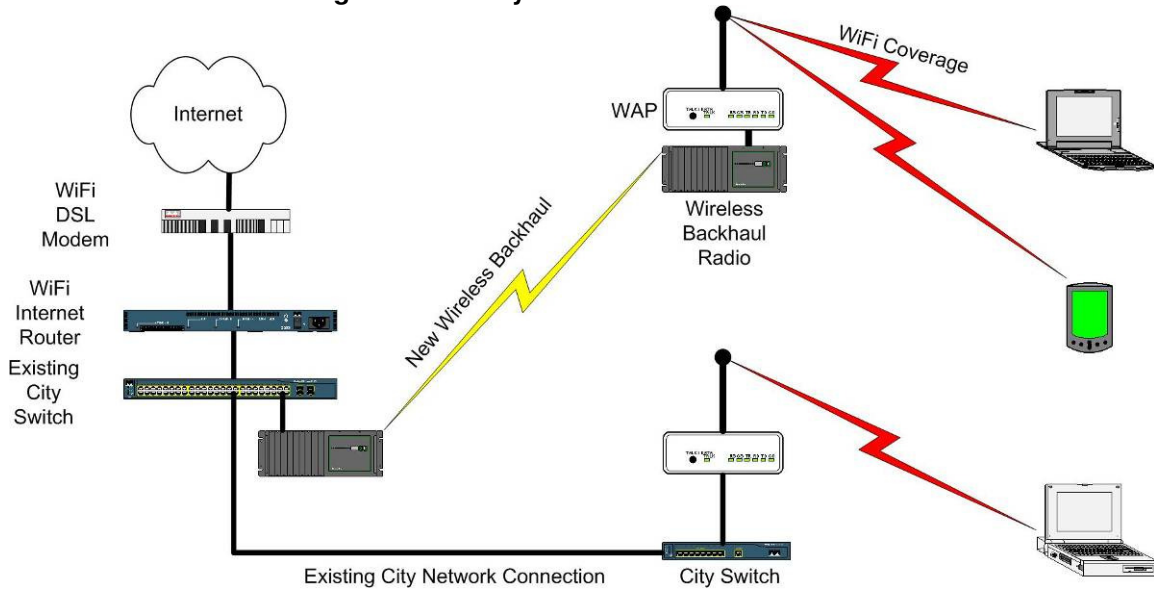 Internet
WiFi
DSL
Modem
WiFi
Internet
Router
Existing
City
Switch
New Wireless Backhaul
WAP
Wireless
Backhaul
Radio
WiFi Coverage
Existing City Network Connection
City Switch